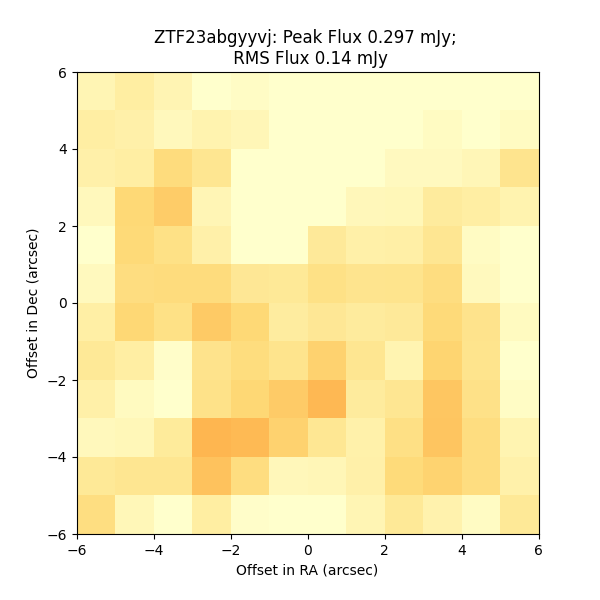 ZTF23abgyyvj: Peak Flux 0.297 mJy;
RMS Flux 0.14 mJy
6
4
2
0
−2
−4
−6
Offset in Dec (arcsec)
−6 −4 −2 0 2 4 6
Offset in RA (arcsec)